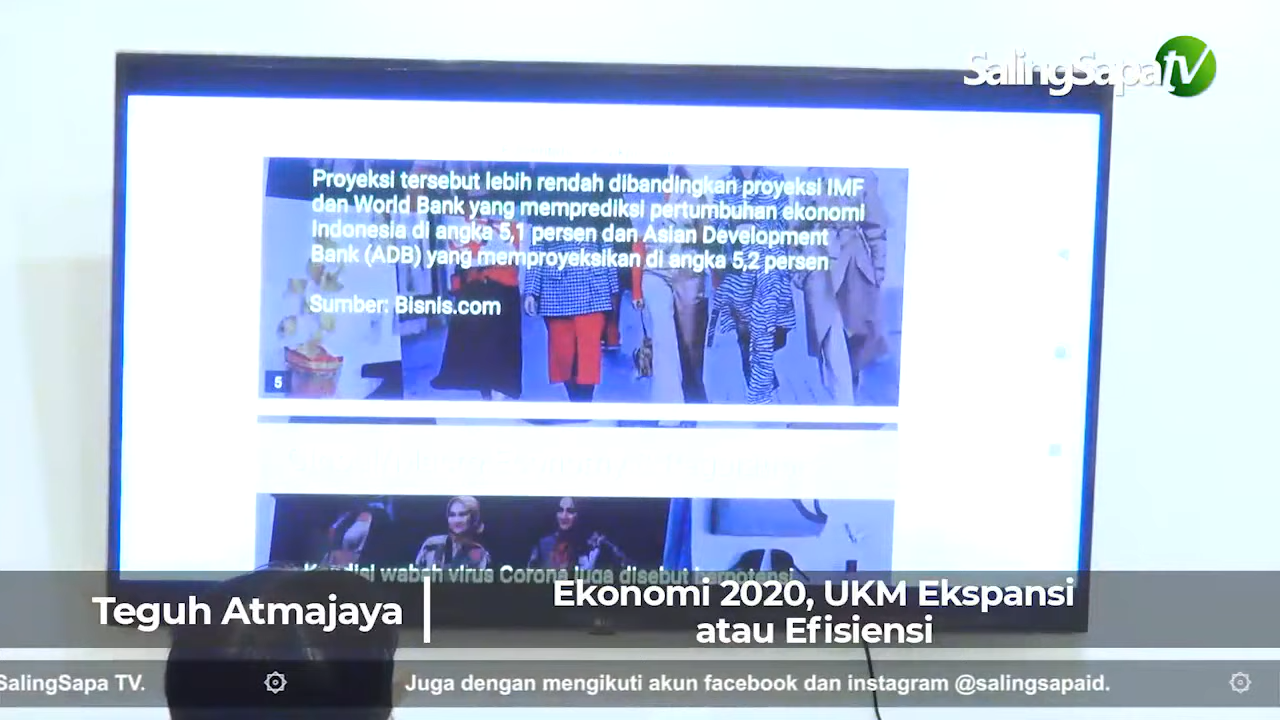 SalingSapa tv
Proyeksi tersebut lebih rendah dibandingkan proyeksi IMF
dan World Bank yang memprediksi pertumbuhan ekonomi
Indonesia di angka 5,1 persen dan Asian Development
Bank (ADB) yang memproyeksikan di angka 5,2 persen
Sumber: Bisnis.com
5
Kondisi wabah virus Corona juga disebut berpotensi
Teguh Atmajaya
Ekonomi 2020, UKM Ekspansi
atau Efisiensi
SalingSapa TV. Juga dengan mengikuti akun facebook dan instagram @salingsapaid.